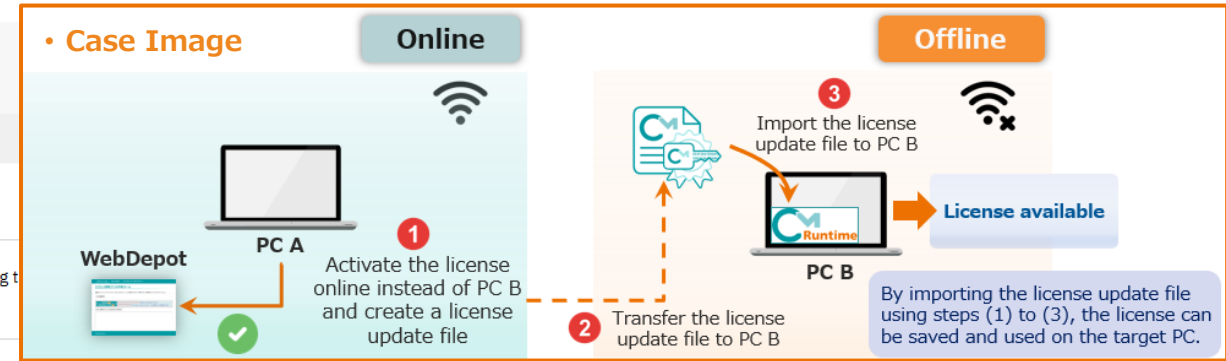 • Case Image
Online
Offline
PC A
WebDepot
1
Activate the license
online instead of PC B
and create a license
update file
2
Transfer the license
update file to PC B
3
Import the license
update file to PC B
CM
CM
CM
Runtime
PC B
License available
By importing the license update file
using steps (1) to (3), the license can
be saved and used on the target PC.
g t